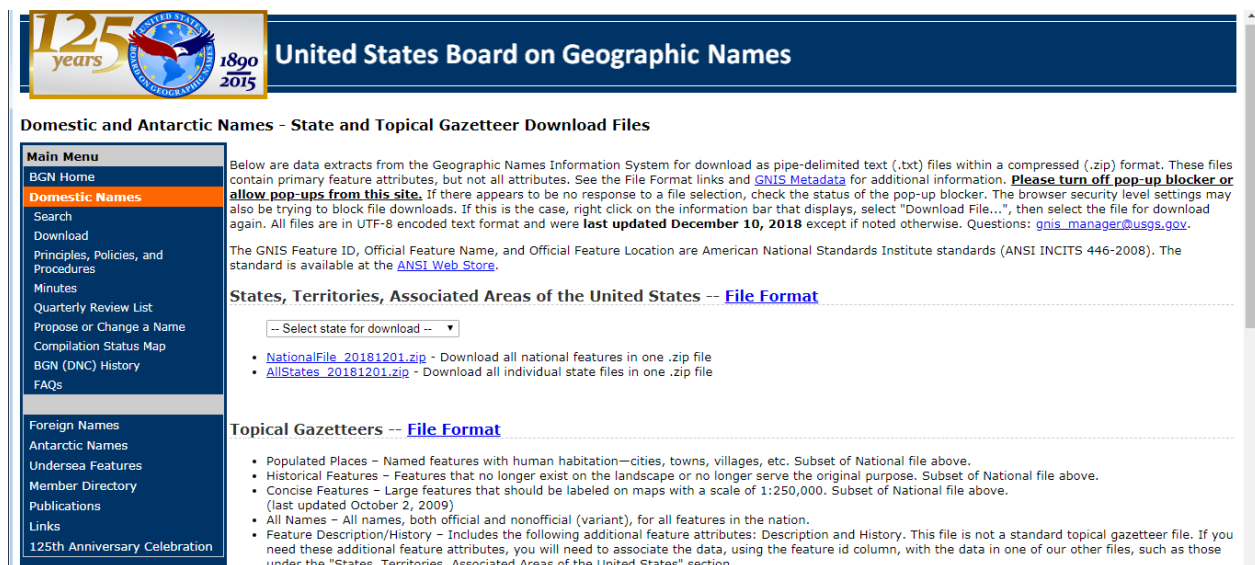 125
years
UNITED STATES
BOARD ON GEOGRAPHIC NAMES
1890
2015
United States Board on Geographic Names
Domestic and Antarctic Names - State and Topical Gazetteer Download Files
Main Menu
BGN Home
Domestic Names
Search
Download
Principles, Policies, and
Procedures
Minutes
Quarterly Review List
Propose or Change a Name
Compilation Status Map
BGN (DNC) History
FAQs
Foreign Names
Antarctic Names
Undersea Features
Member Directory
Publications
Links
125th Anniversary Celebration
Below are data extracts from the Geographic Names Information System for download as pipe-delimited text (.txt) files within a compressed (.zip) format. These files
contain primary feature attributes, but not all attributes. See the File Format links and GNIS Metadata for additional information. Please turn off pop-up blocker or
allow pop-ups from this site. If there appears to be no response to a file selection, check the status of the pop-up blocker. The browser security level settings may
also be trying to block file downloads. If this is the case, right click on the information bar that displays, select "Download File...", then select the file for download
again. All files are in UTF-8 encoded text format and were last updated December 10, 2018 except if noted otherwise. Questions: gnis_manager@usgs.gov.
The GNIS Feature ID, Official Feature Name, and Official Feature Location are American National Standards Institute standards (ANSI INCITS 446-2008). The
standard is available at the ANSI Web Store.
States, Territories, Associated Areas of the United States -- File Format
-- Select state for download --
• NationalFile_20181201.zip - Download all national features in one .zip file
• AllStates_20181201.zip - Download all individual state files in one .zip file
Topical Gazetteers -- File Format
• Populated Places – Named features with human habitation—cities, towns, villages, etc. Subset of National file above.
• Historical Features – Features that no longer exist on the landscape or no longer serve the original purpose. Subset of National file above.
• Concise Features – Large features that should be labeled on maps with a scale of 1:250,000. Subset of National file above.
(last updated October 2, 2009)
• All Names – All names, both official and nonofficial (variant), for all features in the nation.
• Feature Description/History – Includes the following additional feature attributes: Description and History. This file is not a standard topical gazetteer file. If you
need these additional feature attributes, you will need to associate the data, using the feature id column, with the data in one of our other files, such as those
under the "States, Territories, Associated Areas of the United States" section.